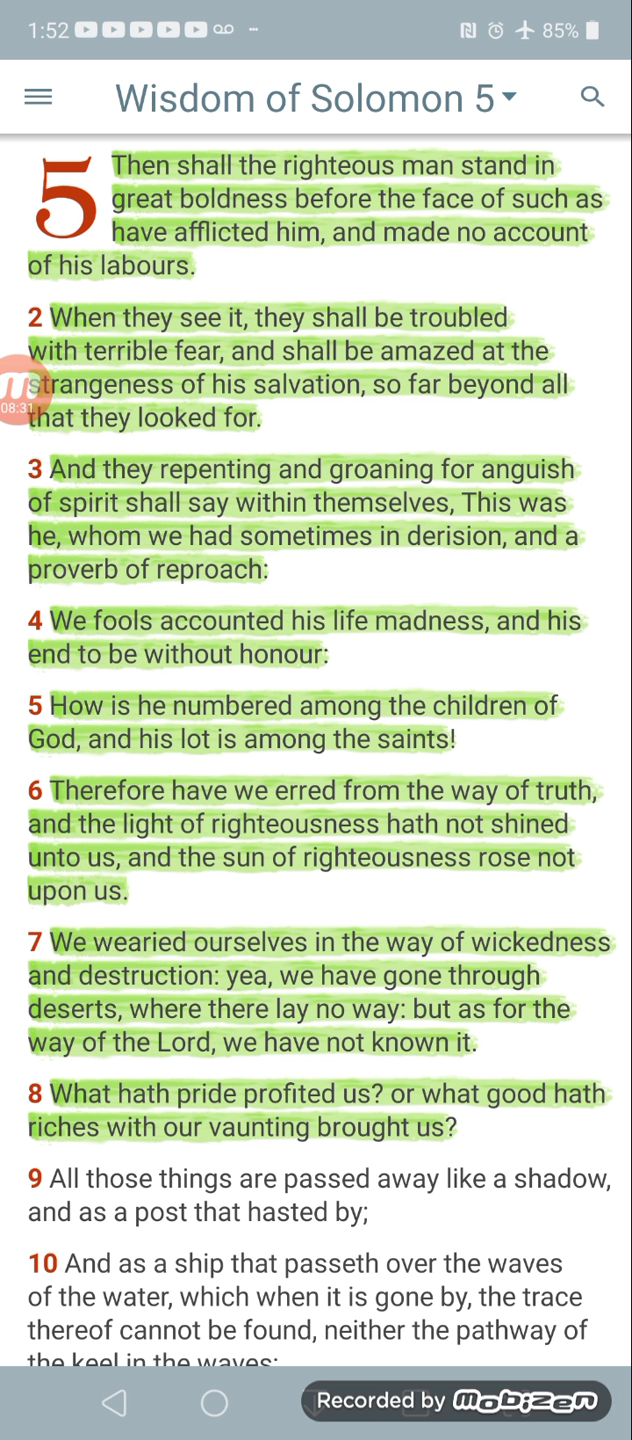 1:52
85%
Wisdom of Solomon 5
5 Then shall the righteous man stand in
great boldness before the face of such as
have afflicted him, and made no account
of his labours.
2 When they see it, they shall be troubled
with terrible fear, and shall be amazed at the
strangeness of his salvation, so far beyond all
08:31
that they looked for.
3 And they repenting and groaning for anguish
of spirit shall say within themselves, This was
he, whom we had sometimes in derision, and a
proverb of reproach:
4 We fools accounted his life madness, and his
end to be without honour:
5 How is he numbered among the children of
God, and his lot is among the saints!
6 Therefore have we erred from the way of truth,
and the light of righteousness hath not shined
unto us, and the sun of righteousness rose not
upon us.
7 We wearied ourselves in the way of wickedness
and destruction: yea, we have gone through
deserts, where there lay no way: but as for the
way of the Lord, we have not known it.
8 What hath pride profited us? or what good hath
riches with our vaunting brought us?
9 All those things are passed away like a shadow,
and as a post that hasted by;
10 And as a ship that passeth over the waves
of the water, which when it is gone by, the trace
thereof cannot be found, neither the pathway of
the keel in the waves;
Recorded by Mobizen